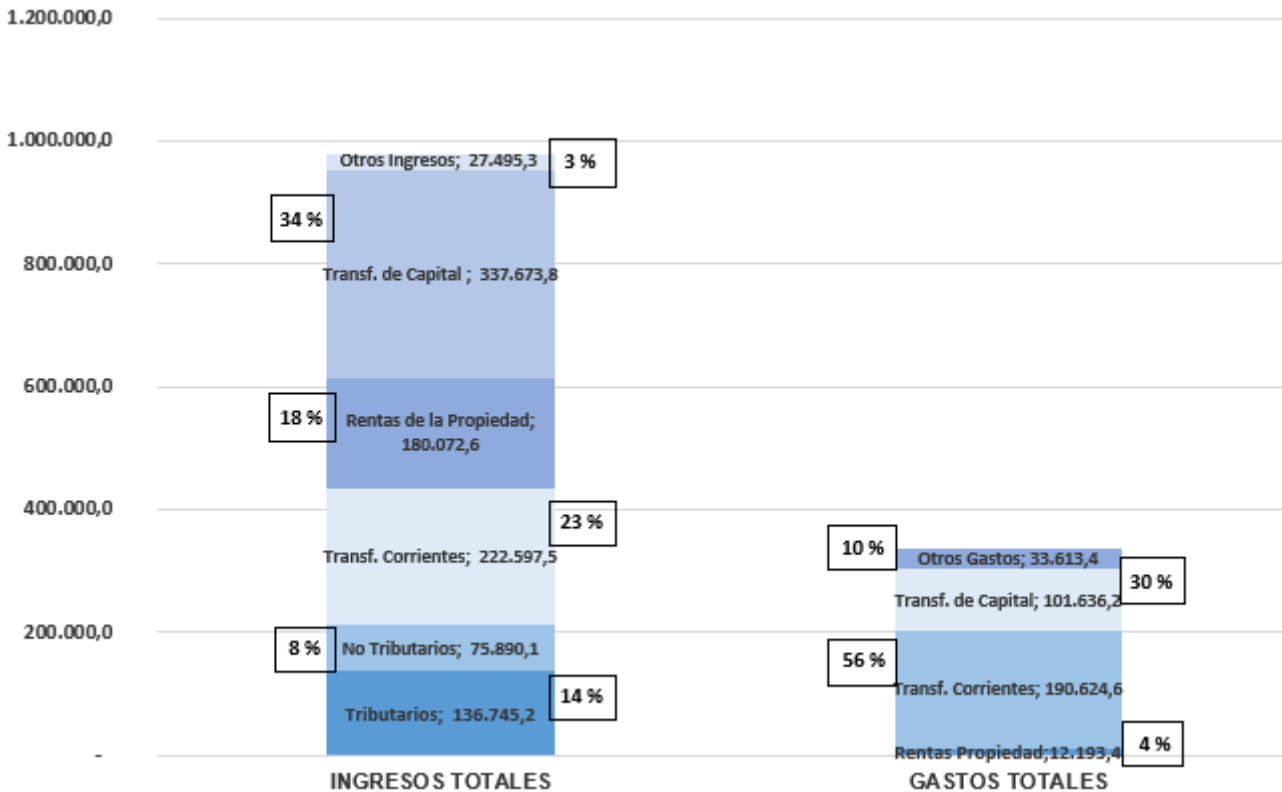 1.200.000,0
1.000.000,0
800.000,0
600.000,0
400.000,0
200.000,0
-
Otros Ingresos; 27.495,3
3 %
34 %
Transf. de Capital ; 337.673,8
18 %
Rentas de la Propiedad;
180.072,6
23 %
Transf. Corrientes; 222.597,5
8 %
No Tributarios; 75.890,1
14 %
Tributarios; 136.745,2
INGRESOS TOTALES
10 %
Otros Gastos; 33.613,4
30 %
Transf. de Capital; 101.636,2
56 %
Transf. Corrientes; 190.624,6
4 %
Rentas Propiedad;12.193,4
GASTOS TOTALES